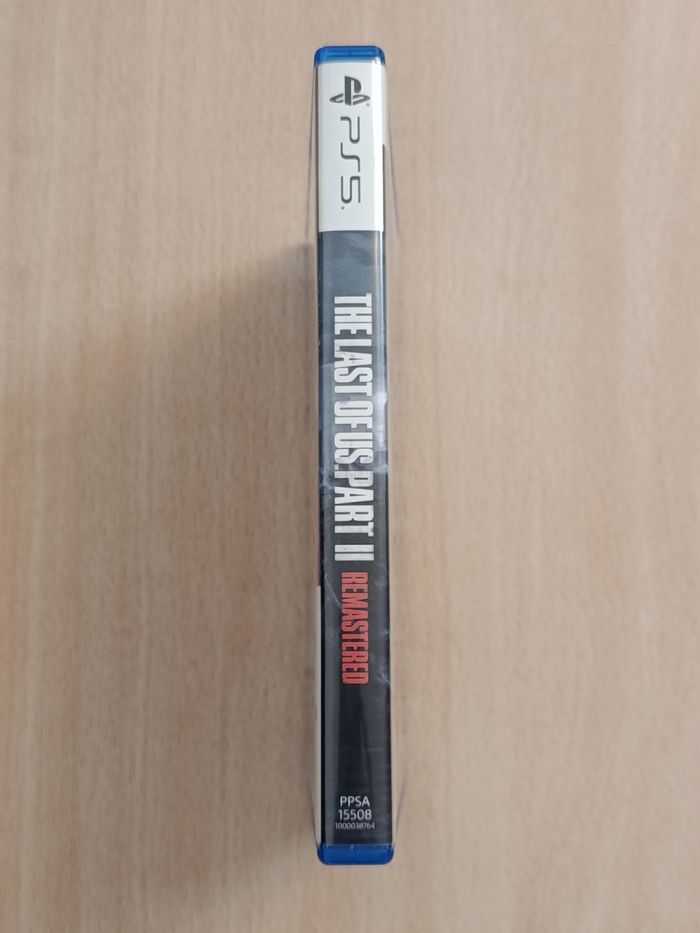 PS5
THE LAST OF US PART II
REMASTERED
PPSA
15508
1000038764